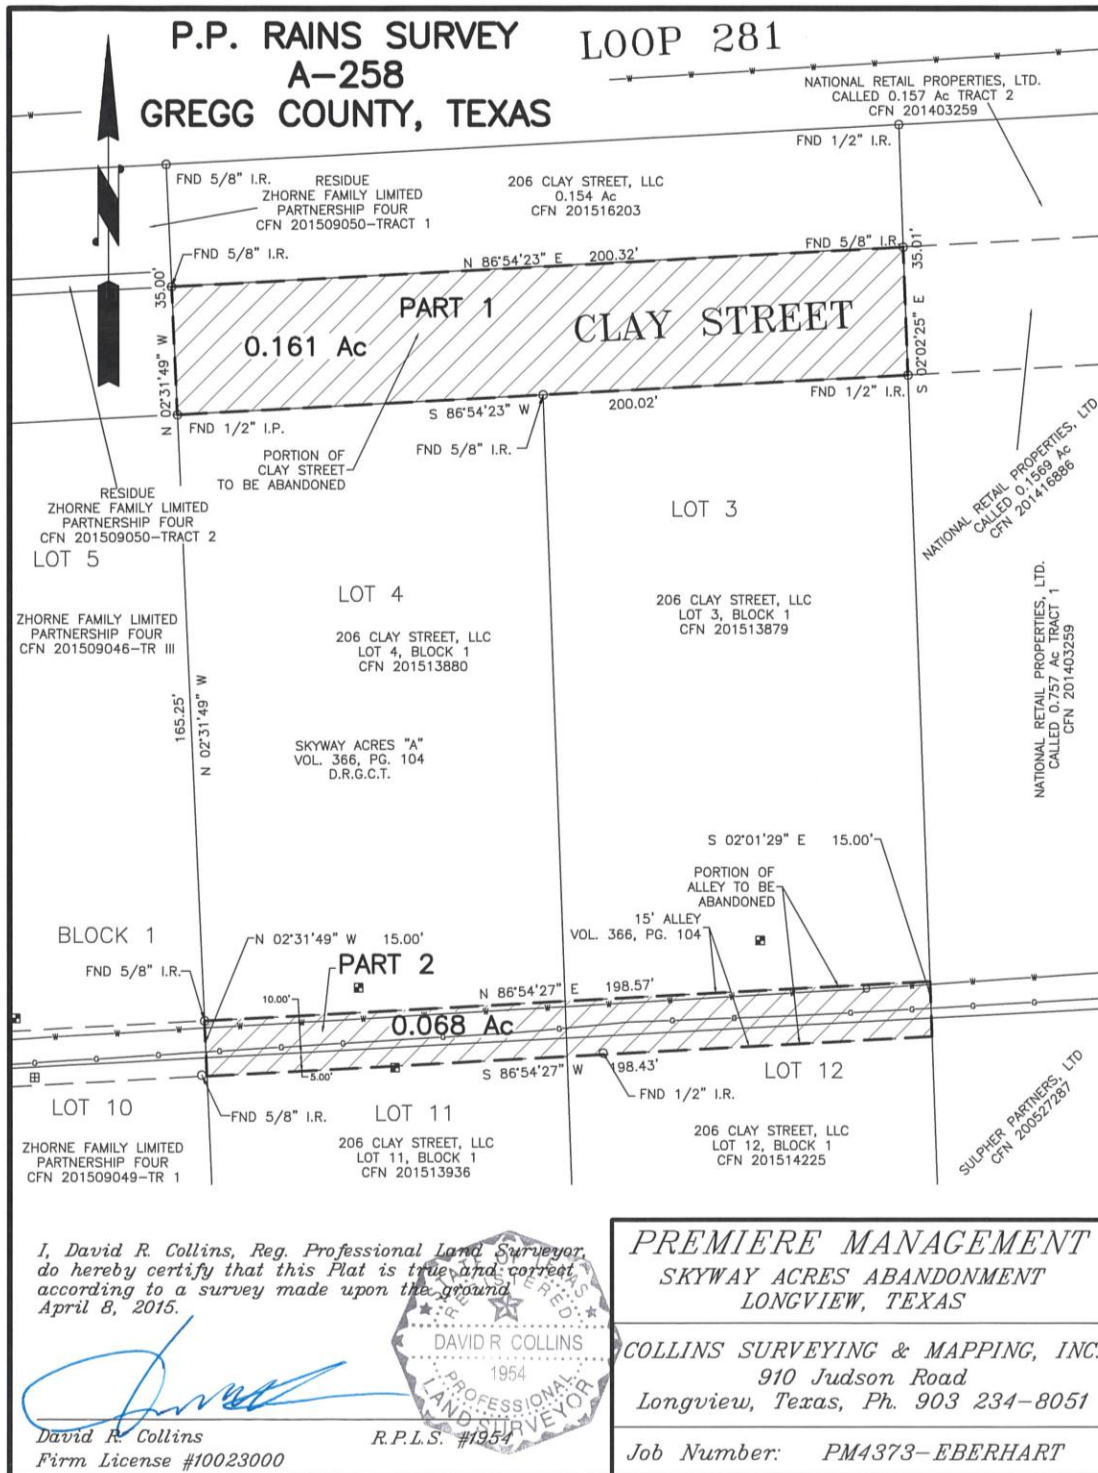 P.P. RAINS SURVEY
A-258
GREGG COUNTY, TEXAS
LOOP 281
NATIONAL RETAIL PROPERTIES, LTD.
CALLED 0.157 Ac TRACT 2
CFN 201403259
FND 1/2" I.R.
FND 5/8" I.R.
RESIDUE
ZHORNE FAMILY LIMITED
PARTNERSHIP FOUR
CFN 201509050-TRACT 1
206 CLAY STREET, LLC
0.154 Ac
CFN 201516203
N
FND 5/8" I.R.
FND 5/8" I.R.
35.01'
N 86°54'23" E 200.32'
35.00'
PART 1
CLAY STREET
0.161 Ac
N 02°31'49" W
S 02°02'25" E
FND 1/2" I.R.
S 86°54'23" W
200.02'
FND 1/2" I.P.
FND 5/8" I.R.
PORTION OF
CLAY STREET
TO BE ABANDONED
RESIDUE
ZHORNE FAMILY LIMITED
PARTNERSHIP FOUR
CFN 201509050-TRACT 2
NATIONAL RETAIL PROPERTIES, LTD
CALLED 0.1569 Ac
CFN 201416886
LOT 5
LOT 3
LOT 4
ZHORNE FAMILY LIMITED
PARTNERSHIP FOUR
CFN 201509046-TR III
206 CLAY STREET, LLC
LOT 4, BLOCK 1
CFN 201513880
206 CLAY STREET, LLC
LOT 3, BLOCK 1
CFN 201513879
NATIONAL RETAIL PROPERTIES, LTD.
CALLED 0.757 Ac TRACT 1
CFN 201403259
165.25'
N 02°31'49" W
SKYWAY ACRES "A"
VOL. 366, PG. 104
D.R.G.C.T.
S 02°01'29" E 15.00'
PORTION OF
ALLEY TO BE
ABANDONED
15' ALLEY
VOL. 366, PG. 104
BLOCK 1
N 02°31'49" W 15.00'
FND 5/8" I.R.
PART 2
N 86°54'27" E 198.57'
10.00'
0.068 Ac
5.00'
S 86°54'27" W 198.43'
LOT 12
FND 1/2" I.R.
LOT 10
FND 5/8" I.R.
LOT 11
ZHORNE FAMILY LIMITED
PARTNERSHIP FOUR
CFN 201509049-TR 1
206 CLAY STREET, LLC
LOT 11, BLOCK 1
CFN 201513936
206 CLAY STREET, LLC
LOT 12, BLOCK 1
CFN 201514225
SULPHER PARTNERS, LTD
CFN 200527287
I, David R. Collins, Reg. Professional Land Surveyor,
do hereby certify that this Plat is true and correct
according to a survey made upon the ground
April 8, 2015.
STATE OF TEXAS
REGISTERED
DAVID R COLLINS
1954
PROFESSIONAL
LAND SURVEYOR
David R. Collins R.P.L.S. #1954
Firm License #10023000
PREMIERE MANAGEMENT
SKYWAY ACRES ABANDONMENT
LONGVIEW, TEXAS
COLLINS SURVEYING & MAPPING, INC.
910 Judson Road
Longview, Texas, Ph. 903 234-8051
Job Number: PM4373-EBERHART